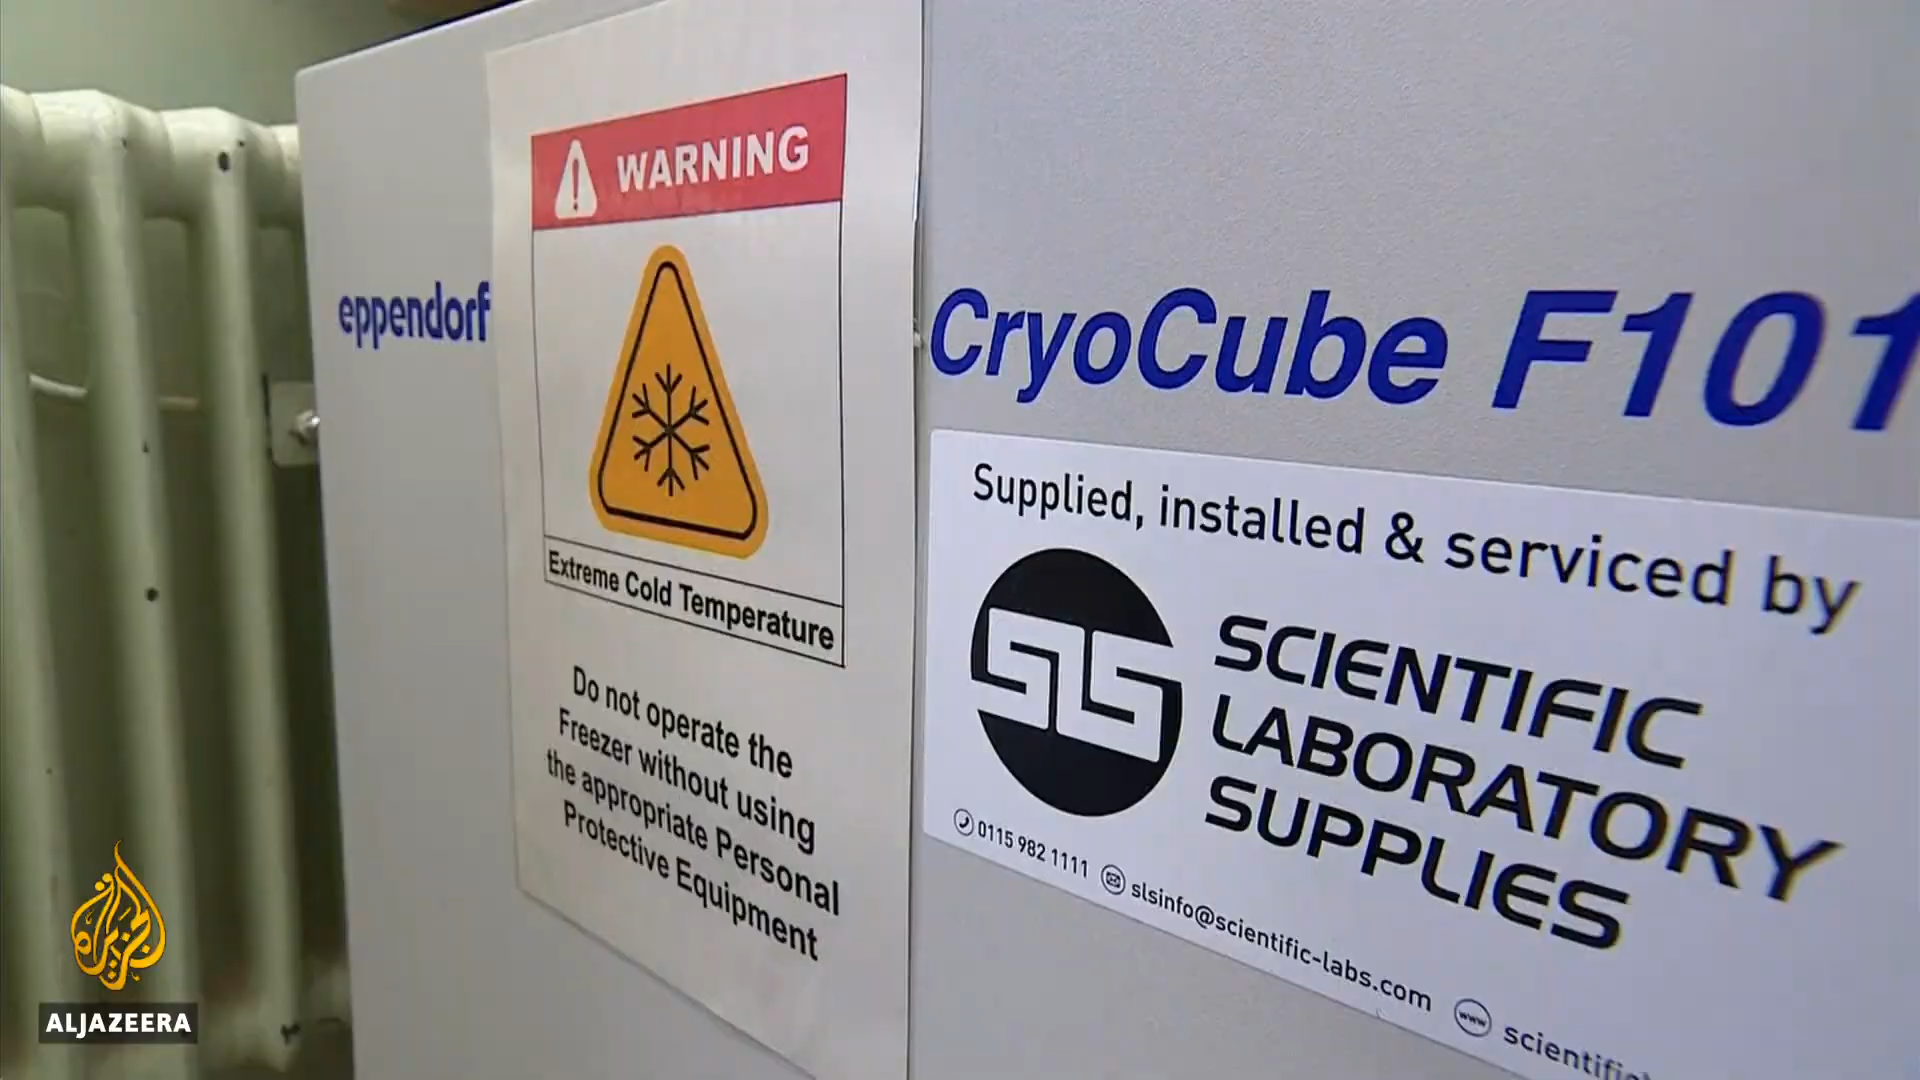 WARNING
eppendorf
Extreme Cold Temperature
Do not operate the
Freezer without using
the appropriate Personal
Protective Equipment
CryoCube F101
Supplied, installed & serviced by
SLS
SCIENTIFIC
LABORATORY
SUPPLIES
0115 982 1111 slsinfo@scientific-labs.com www
الجزيرة
ALJAZEERA